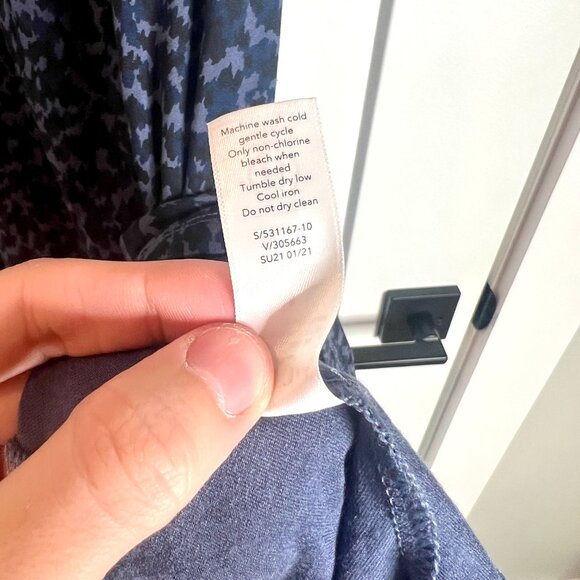 Machine wash cold
gentle cycle
Only non-chlorine
bleach when
needed
Tumble dry low
Cool iron
Do not dry clean
S/531167-10
V/305663
SU21 01/21